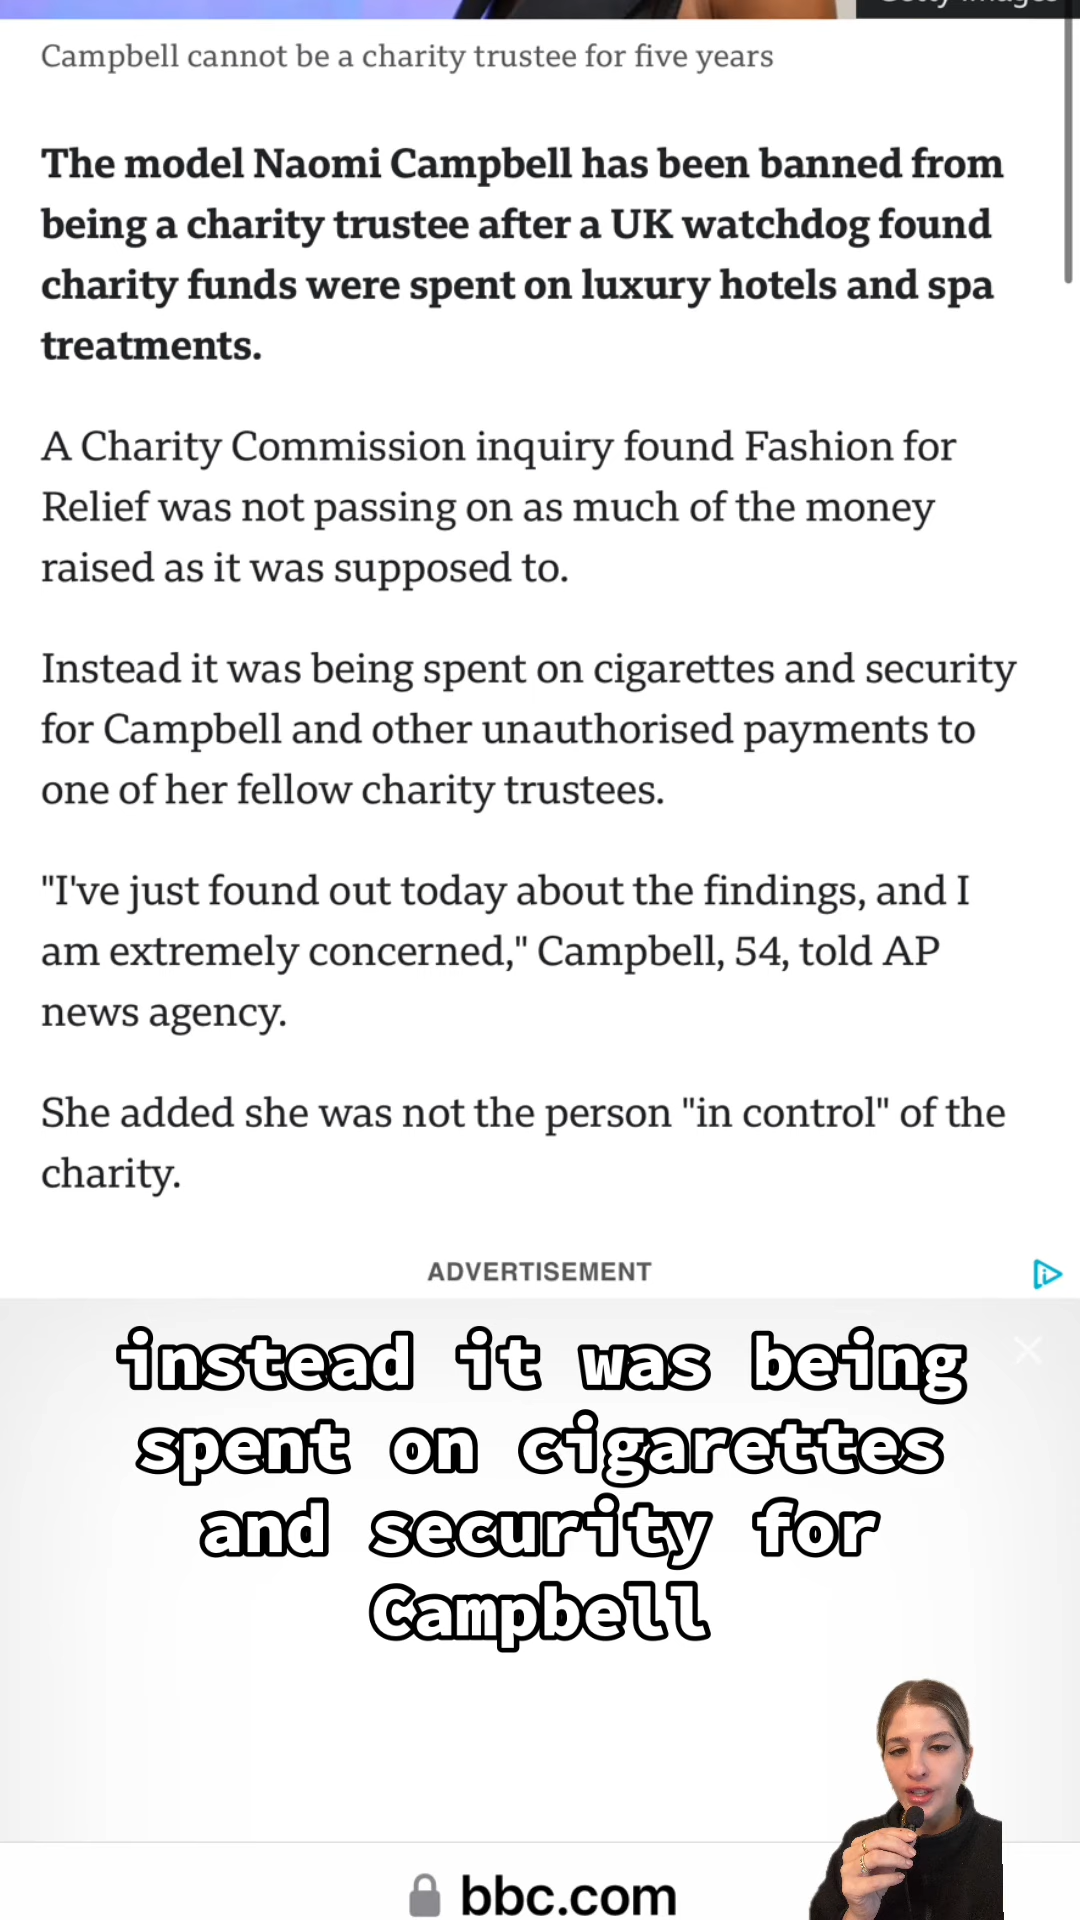 Getty Images
Campbell cannot be a charity trustee for five years
The model Naomi Campbell has been banned from
being a charity trustee after a UK watchdog found
charity funds were spent on luxury hotels and spa
treatments.
A Charity Commission inquiry found Fashion for
Relief was not passing on as much of the money
raised as it was supposed to.
Instead it was being spent on cigarettes and security
for Campbell and other unauthorised payments to
one of her fellow charity trustees.
"I've just found out today about the findings, and I
am extremely concerned," Campbell, 54, told AP
news agency.
She added she was not the person "in control" of the
charity.
ADVERTISEMENT
instead it was being
spent on cigarettes
and security for
Campbell
bbc.com